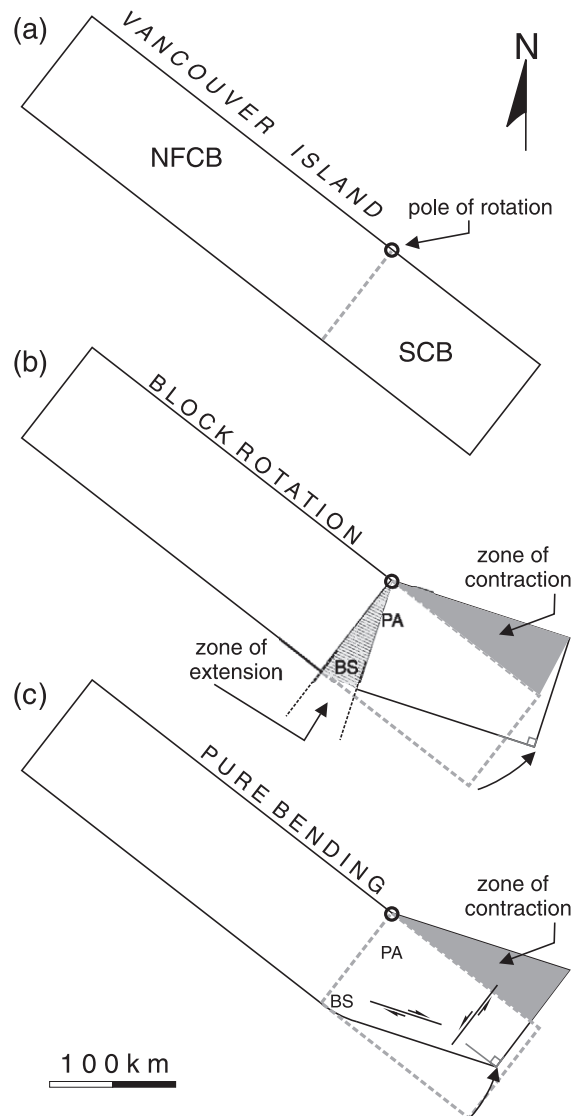 (a)
VANCOUVER ISLAND
N
NFCB
pole of rotation
SCB
(b)
BLOCK ROTATION
zone of
contraction
PA
zone of
extension
BS
(c)
PURE BENDING
zone of
contraction
PA
BS
100km